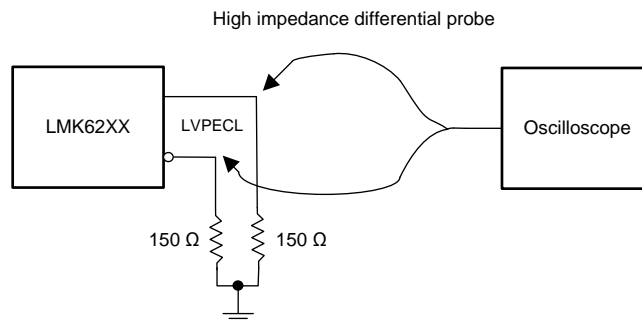 High impedance differential probe
LMK62XX
LVPECL
Oscilloscope
150 Ω
150 Ω